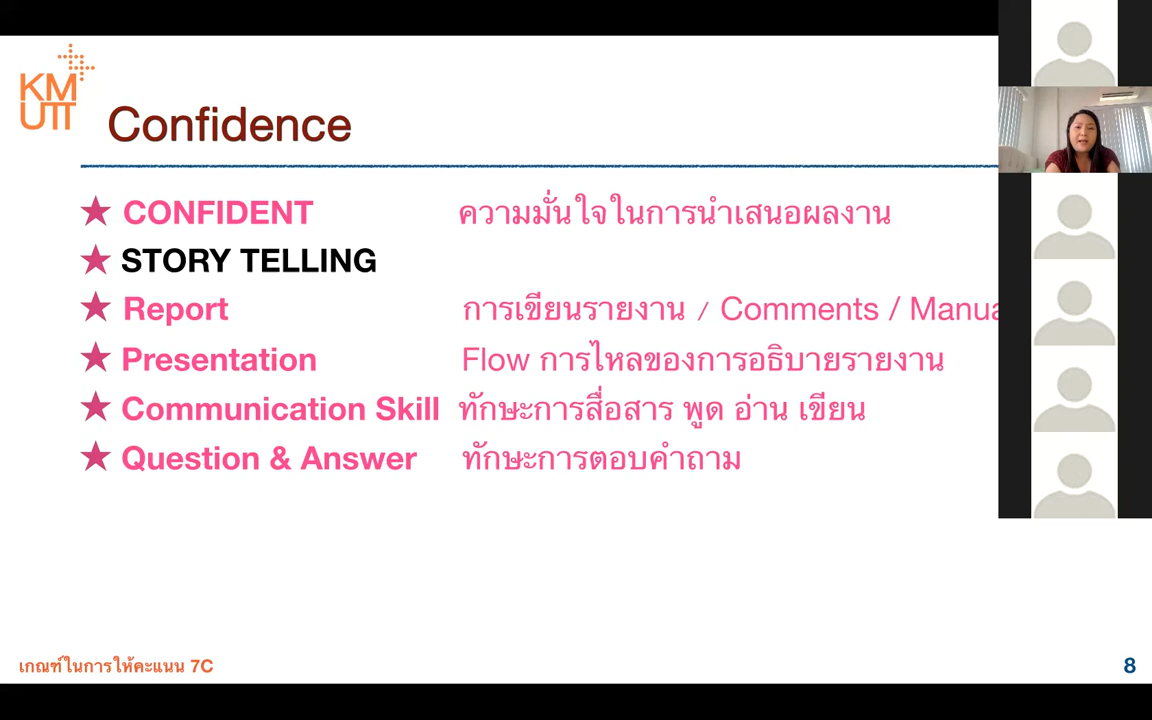 KM
UTT
Confidence
★ CONFIDENT ความมั่นใจในการนำเสนอผลงาน
★ STORY TELLING
★ Report การเขียนรายงาน / Comments / Manua
★ Presentation Flow การไหลของการอธิบายรายงาน
★ Communication Skill ทักษะการสื่อสาร พูด อ่าน เขียน
★ Question & Answer ทักษะการตอบคำถาม
เกณฑ์ในการให้คะแนน 7C
8